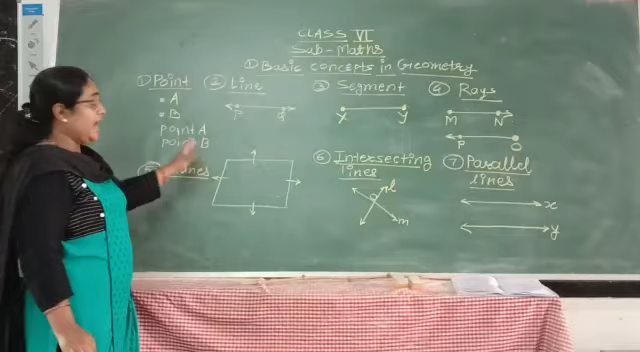 CLASS VI
Sub-Maths
① Basic concepts in Geometry
① Point
• A
• B
point A
point B
② Line
P Q
③ Segment
X Y
④ Rays
M N
P O
⑥ Intersecting
lines
l
m
⑦ Parallel
lines
x
y